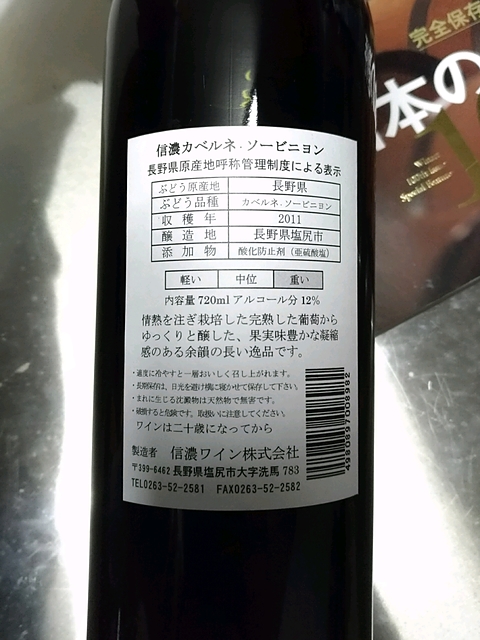 信濃カベルネ・ソービニヨン
長野県原産地呼称管理制度による表示
ぶどう原産地 長野県
ぶどう品種 カベルネ・ソービニヨン
収穫年 2011
醸造地 長野県塩尻市
添加物 酸化防止剤(亜硫酸塩)
軽い 中位 重い
内容量720ml アルコール分12%
情熱を注ぎ栽培した完熟した葡萄から
ゆっくりと醸した、果実味豊かな凝縮
感のある余韻の長い逸品です。
・適度に冷やすと一層おいしく召し上がれます。
・長期保存は、日光を避け横に寝かせて保存して下さい。
・まれに生じる沈澱物は天然物で無害です。
・破損すると危険です。取扱いに注意してください。
ワインは二十歳になってから
製造者 信濃ワイン株式会社
〒399-6462 長野県塩尻市大字洗馬783
TEL0263-52-2581 FAX0263-52-2582
4980897008982
完全保存
本の